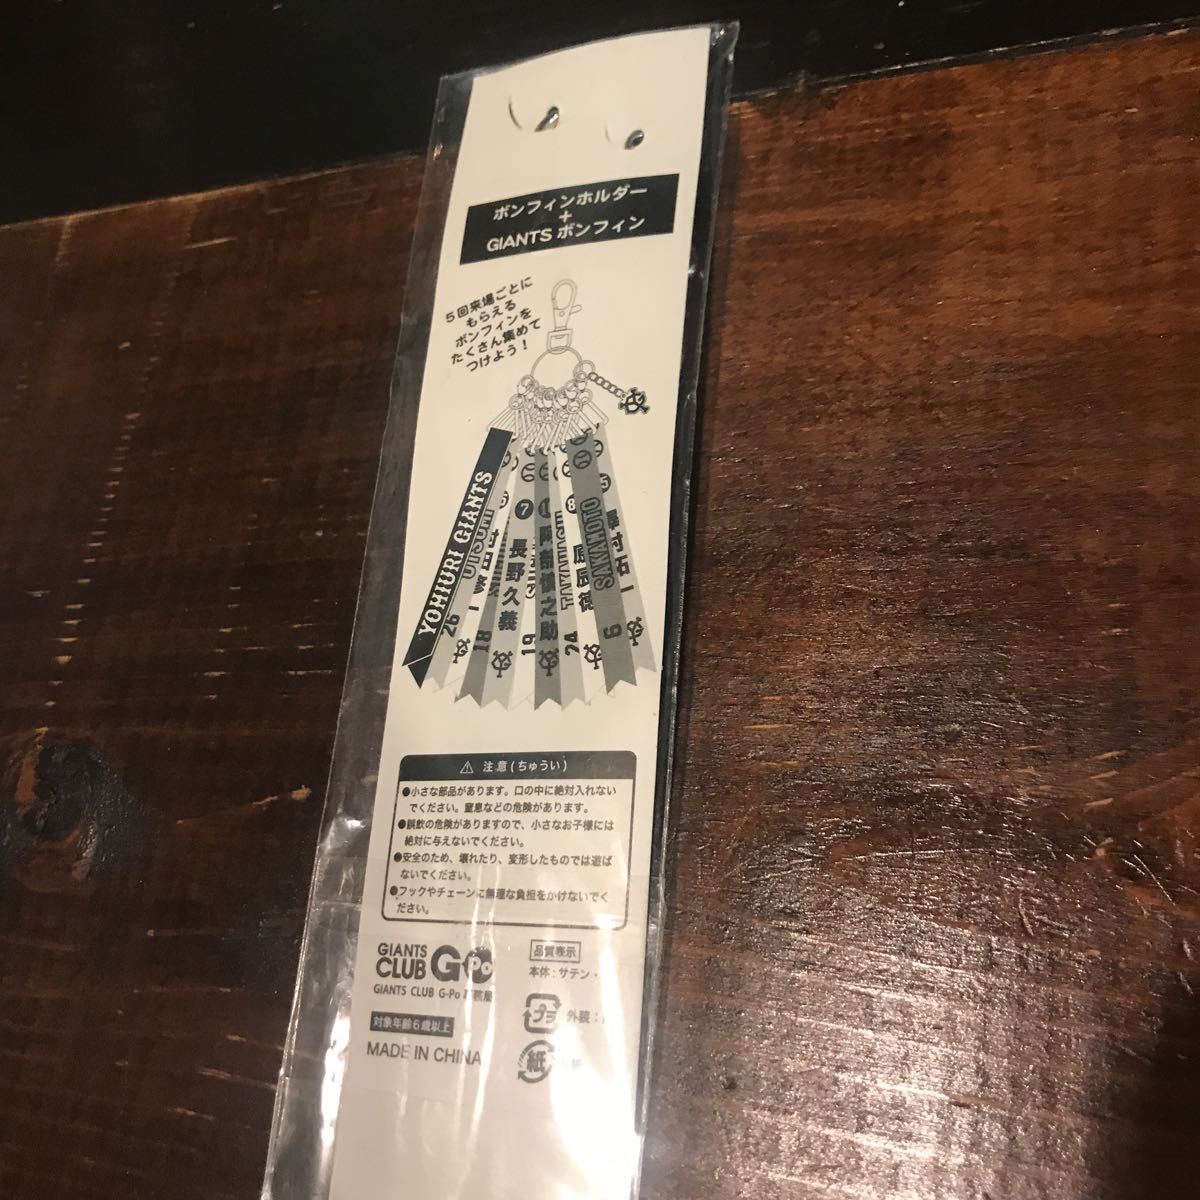 ボンフィンホルダー
+
GIANTS ボンフィン
5回来場ごとに
もらえる
ボンフィンを
たくさん集めて
つけよう!
YOMIURI GIANTS
UTSUMI
26
18
⑦ 長野久義
19
阿部慎之助
TAKAHASHI
24
⑧ 原辰徳
SAKAMOTO
6
⑤
⚠ 注意(ちゅうい)
●小さな部品があります。口の中に絶対入れない
でください。窒息などの危険があります。
●誤飲の危険がありますので、小さなお子様には
絶対に与えないでください。
●安全のため、壊れたり、変形したものでは遊ば
ないでください。
●フックやチェーンに無理な負担をかけないでく
ださい。
GIANTS
CLUB G-Po
GIANTS CLUB G-Po 事務局
対象年齢6歳以上
MADE IN CHINA
品質表示
本体:サテン・
プラ 外装:
紙